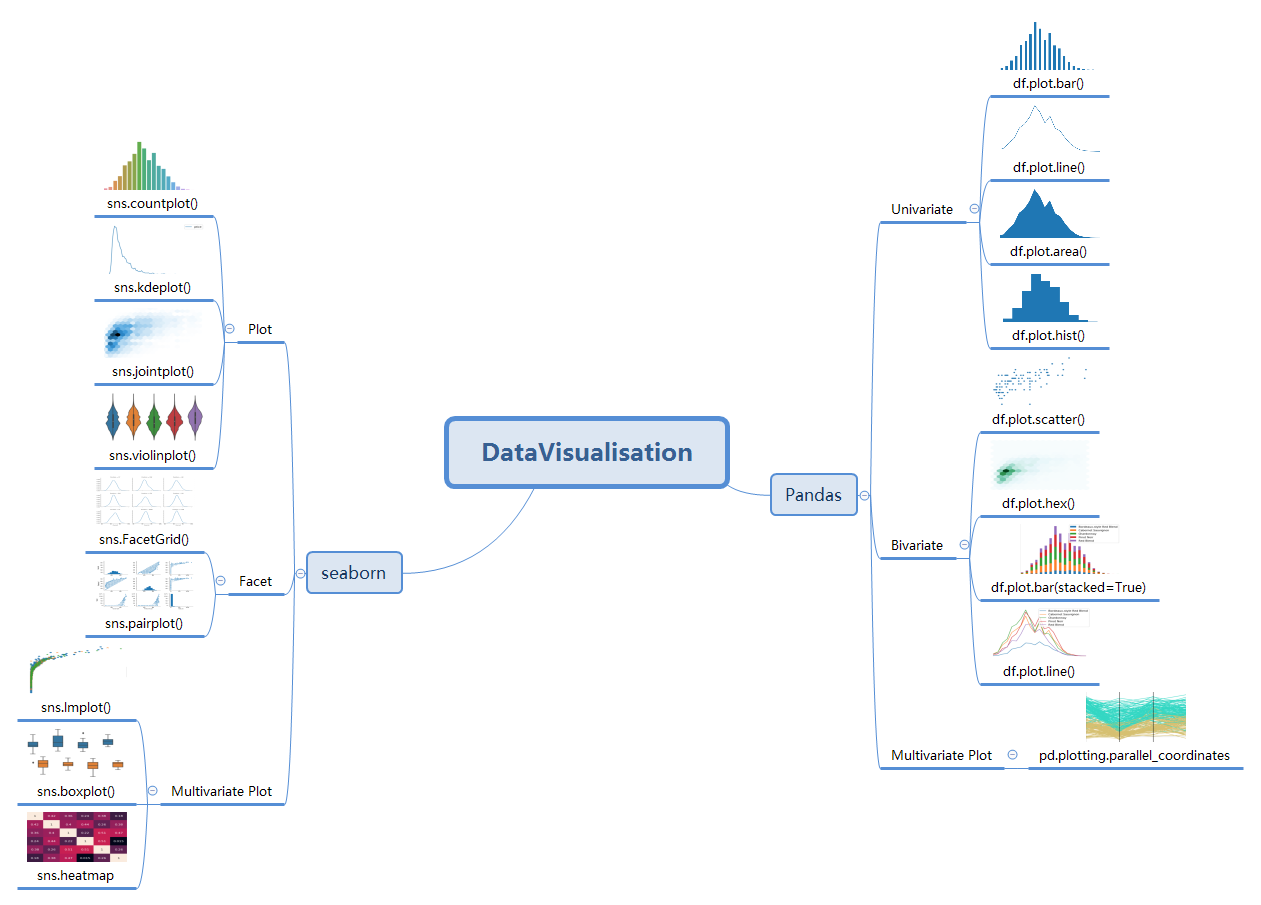 DataVisualisation
Pandas
Univariate
df.plot.bar()
df.plot.line()
df.plot.area()
df.plot.hist()
Bivariate
df.plot.scatter()
df.plot.hex()
df.plot.bar(stacked=True)
df.plot.line()
Multivariate Plot
pd.plotting.parallel_coordinates
seaborn
Plot
sns.countplot()
sns.kdeplot()
sns.jointplot()
sns.violinplot()
Facet
sns.FacetGrid()
sns.pairplot()
Multivariate Plot
sns.lmplot()
sns.boxplot()
sns.heatmap